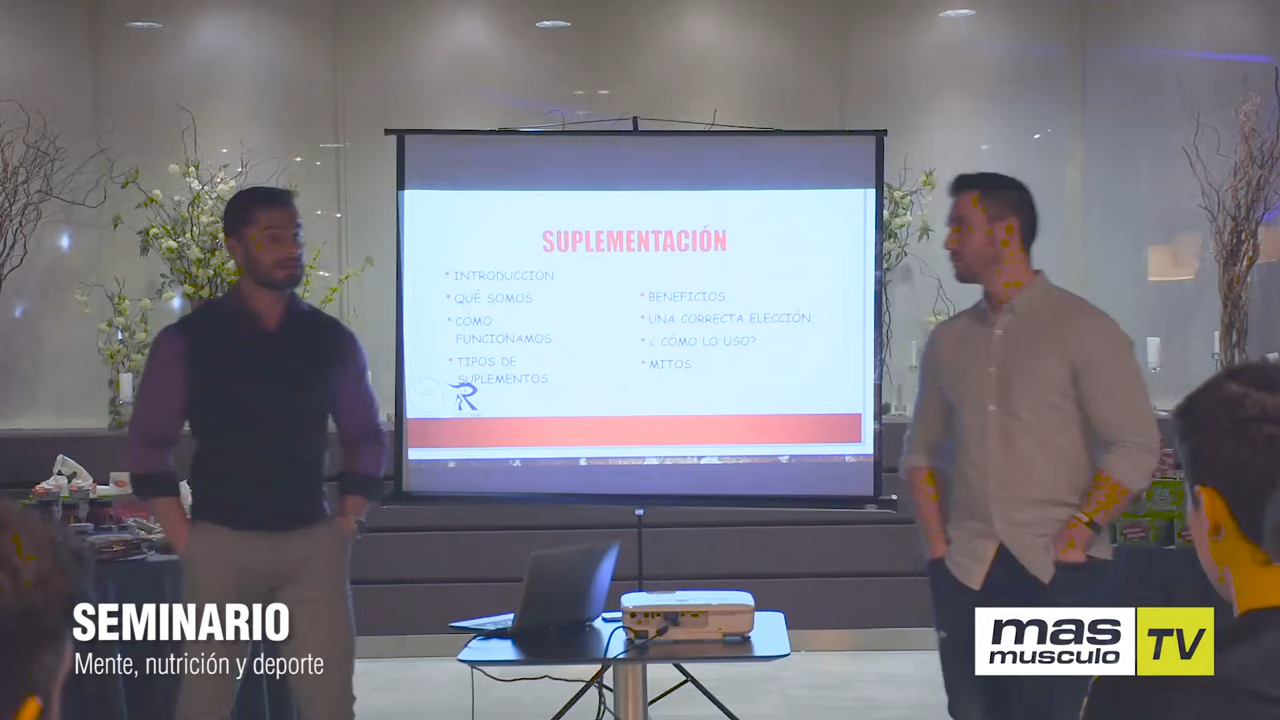 SUPLEMENTACIÓN
* INTRODUCCIÓN.
* QUÉ SOMOS
* CÓMO
FUNCIONAMOS
* TIPOS DE
SUPLEMENTOS
* BENEFICIOS
* UNA CORRECTA ELECCIÓN.
* ¿ CÓMO LO USO?
* MITOS
R
SEMINARIO
Mente, nutrición y deporte
mas
musculo
TV